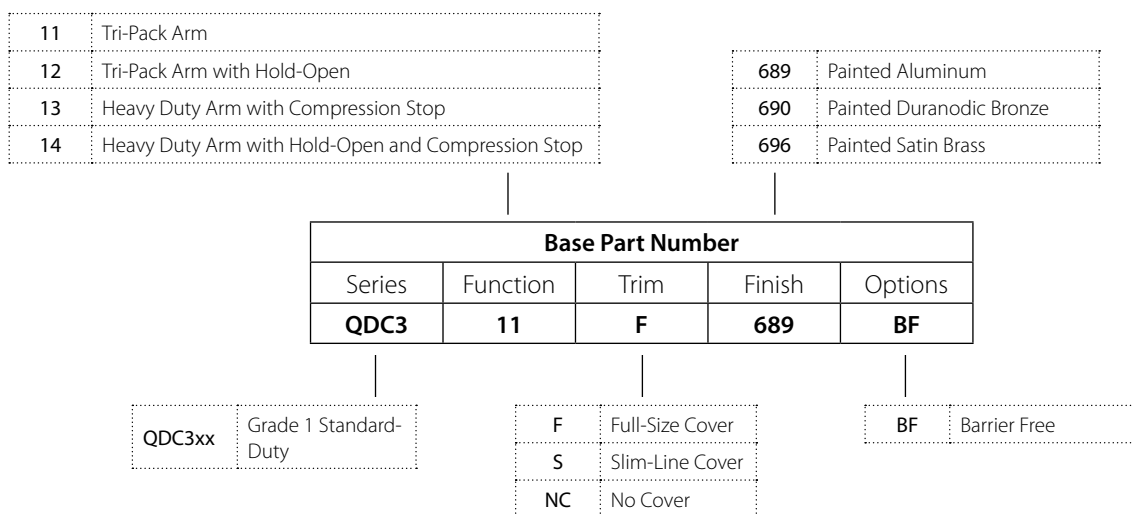 11 Tri-Pack Arm
12 Tri-Pack Arm with Hold-Open
13 Heavy Duty Arm with Compression Stop
14 Heavy Duty Arm with Hold-Open and Compression Stop
689 Painted Aluminum
690 Painted Duranodic Bronze
696 Painted Satin Brass
Base Part Number
Series Function Trim Finish Options
QDC3 11 F 689 BF
QDC3xx Grade 1 Standard-
Duty
F Full-Size Cover
S Slim-Line Cover
NC No Cover
BF Barrier Free